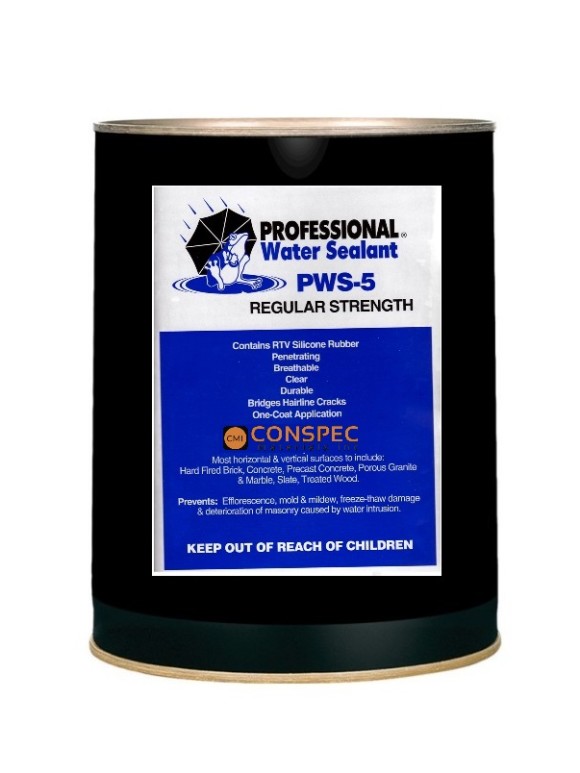 PROFESSIONAL®
Water Sealant
PWS-5
REGULAR STRENGTH
Contains RTV Silicone Rubber
Penetrating
Breathable
Clear
Durable
Bridges Hairline Cracks
One-Coat Application
CMI CONSPEC
Most horizontal & vertical surfaces to include:
Hard Fired Brick, Concrete, Precast Concrete, Porous Granite
& Marble, Slate, Treated Wood.
Prevents: Efflorescence, mold & mildew, freeze-thaw damage
& deterioration of masonry caused by water intrusion.
KEEP OUT OF REACH OF CHILDREN